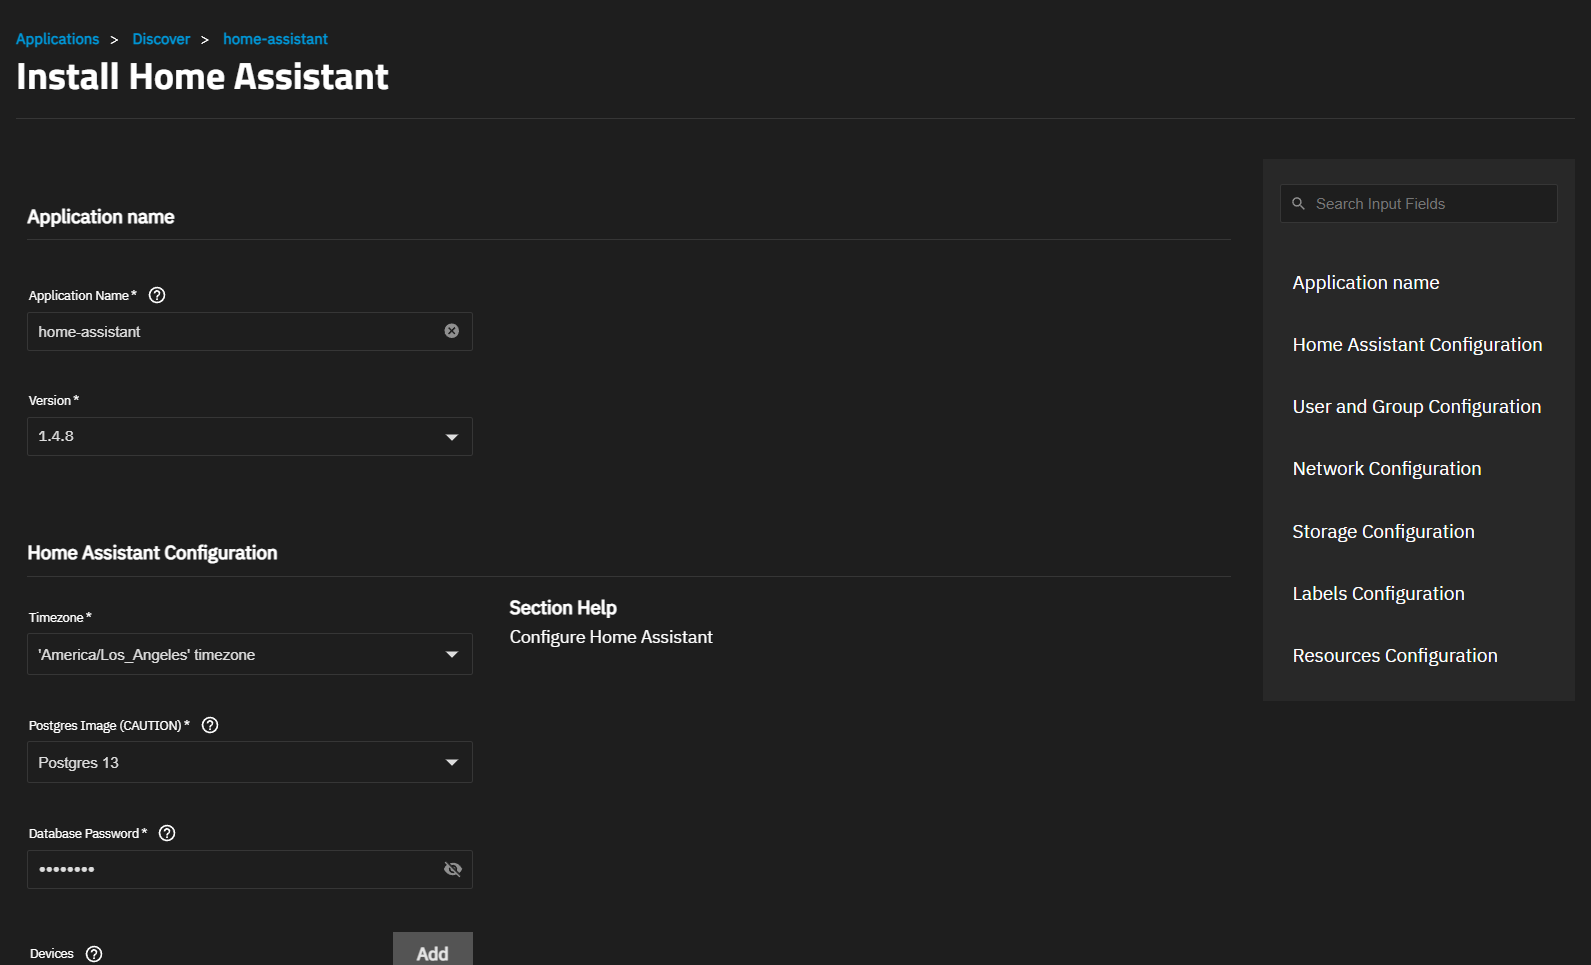 Applications > Discover > home-assistant
Install Home Assistant
Application name
Application Name*
home-assistant
Version*
1.4.8
Home Assistant Configuration
Timezone*
'America/Los_Angeles' timezone
Section Help
Configure Home Assistant
Postgres Image (CAUTION)*
Postgres 13
Database Password*
••••••••
Devices
Add
Search Input Fields
Application name
Home Assistant Configuration
User and Group Configuration
Network Configuration
Storage Configuration
Labels Configuration
Resources Configuration